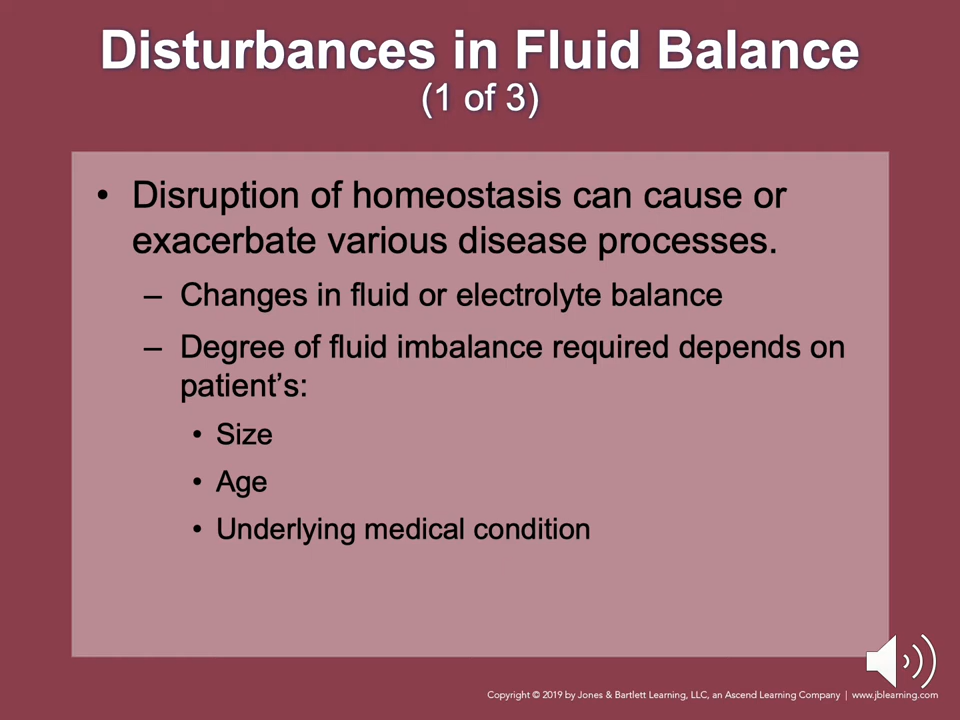 Disturbances in Fluid Balance
(1 of 3)
• Disruption of homeostasis can cause or
exacerbate various disease processes.
– Changes in fluid or electrolyte balance
– Degree of fluid imbalance required depends on
patient's:
• Size
• Age
• Underlying medical condition
Copyright © 2019 by Jones & Bartlett Learning, LLC, an Ascend Learning Company | www.jblearning.com